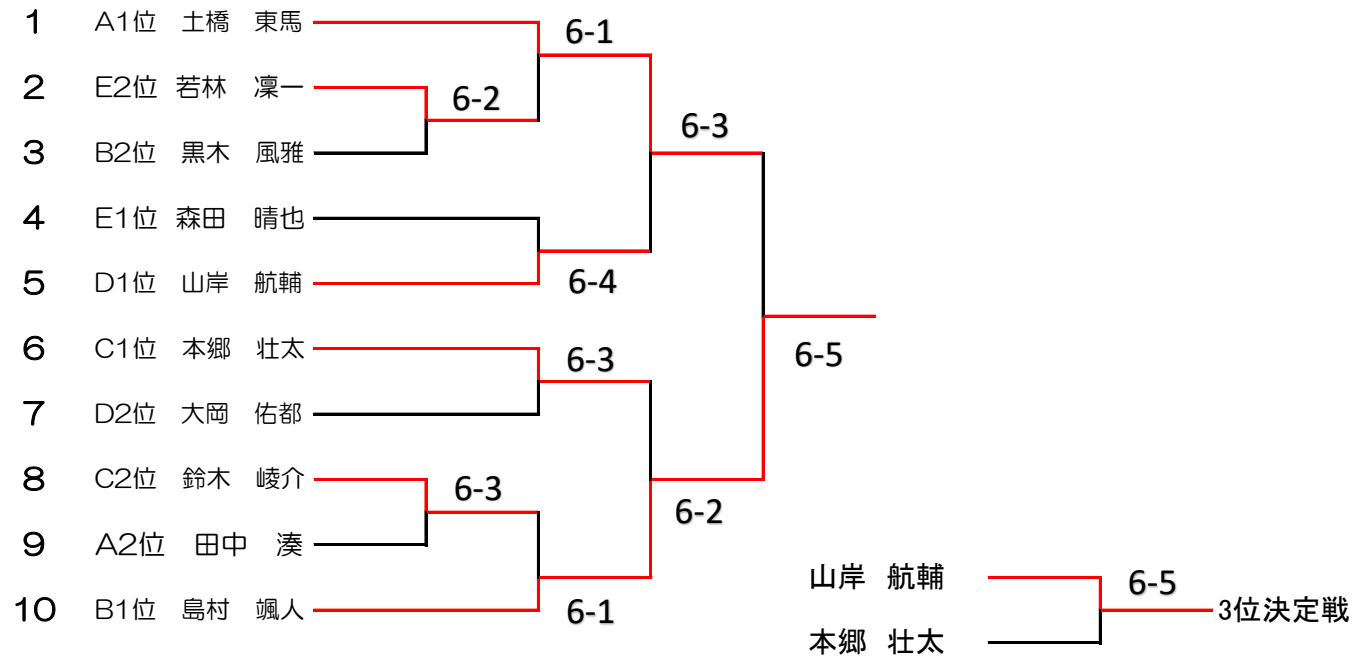 1 A1位 土橋 東馬
6-1
2 E2位 若林 凜一
6-2
3 B2位 黒木 風雅
6-3
4 E1位 森田 晴也
5 D1位 山岸 航輔
6-4
6 C1位 本郷 壮太
6-3
6-5
7 D2位 大岡 佑都
8 C2位 鈴木 崚介
6-3
6-2
9 A2位 田中 湊
10 B1位 島村 颯人
6-1
山岸 航輔
6-5
3位決定戦
本郷 壮太